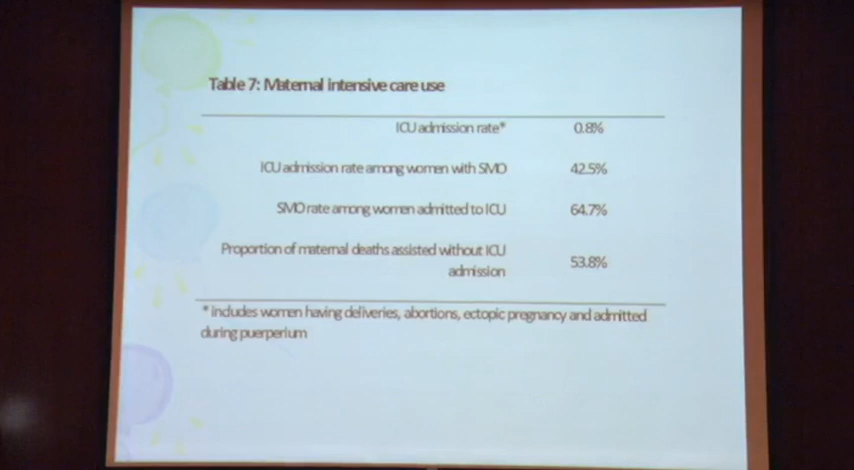 Table 7: Maternal intensive care use
ICU admission rate* 0.8%
ICU admission rate among women with SMO 42.5%
SMO rate among women admitted to ICU 64.7%
Proportion of maternal deaths assisted without ICU
admission 53.8%
* includes women having deliveries, abortions, ectopic pregnancy and admitted
during puerperium